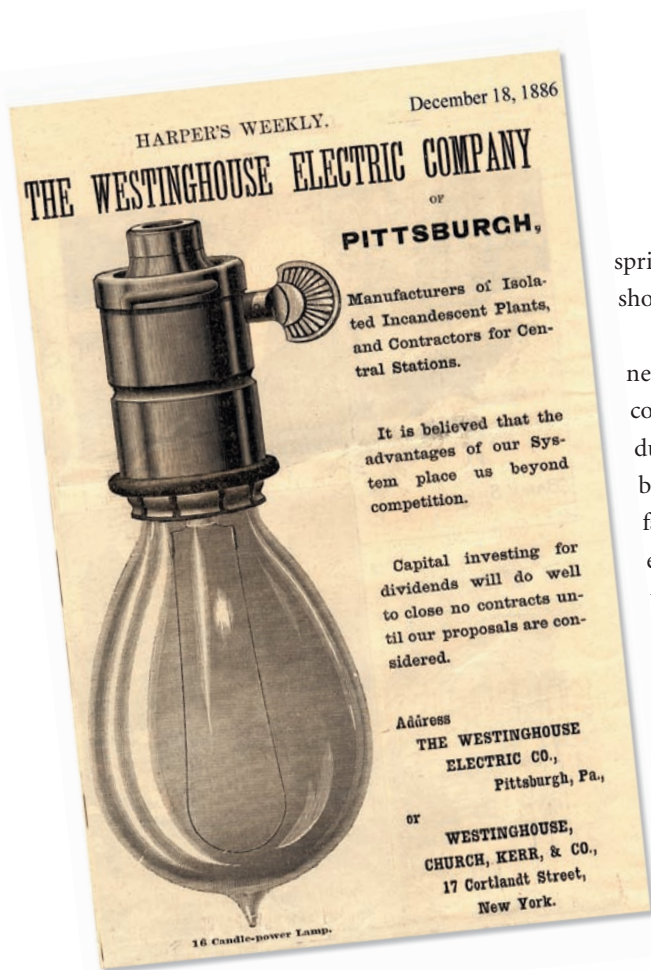 December 18, 1886
HARPER'S WEEKLY.
THE WESTINGHOUSE ELECTRIC COMPANY
OF
PITTSBURGH,
Manufacturers of Isola-
ted Incandescent Plants,
and Contractors for Cen-
tral Stations.
It is believed that the
advantages of our Sys-
tem place us beyond
competition.
Capital investing for
dividends will do well
to close no contracts un-
til our proposals are con-
sidered.
Address
THE WESTINGHOUSE
ELECTRIC CO.,
Pittsburgh, Pa.,
or
WESTINGHOUSE,
CHURCH, KERR, & CO.,
17 Cortlandt Street,
New York.
16 Candle-power Lamp.